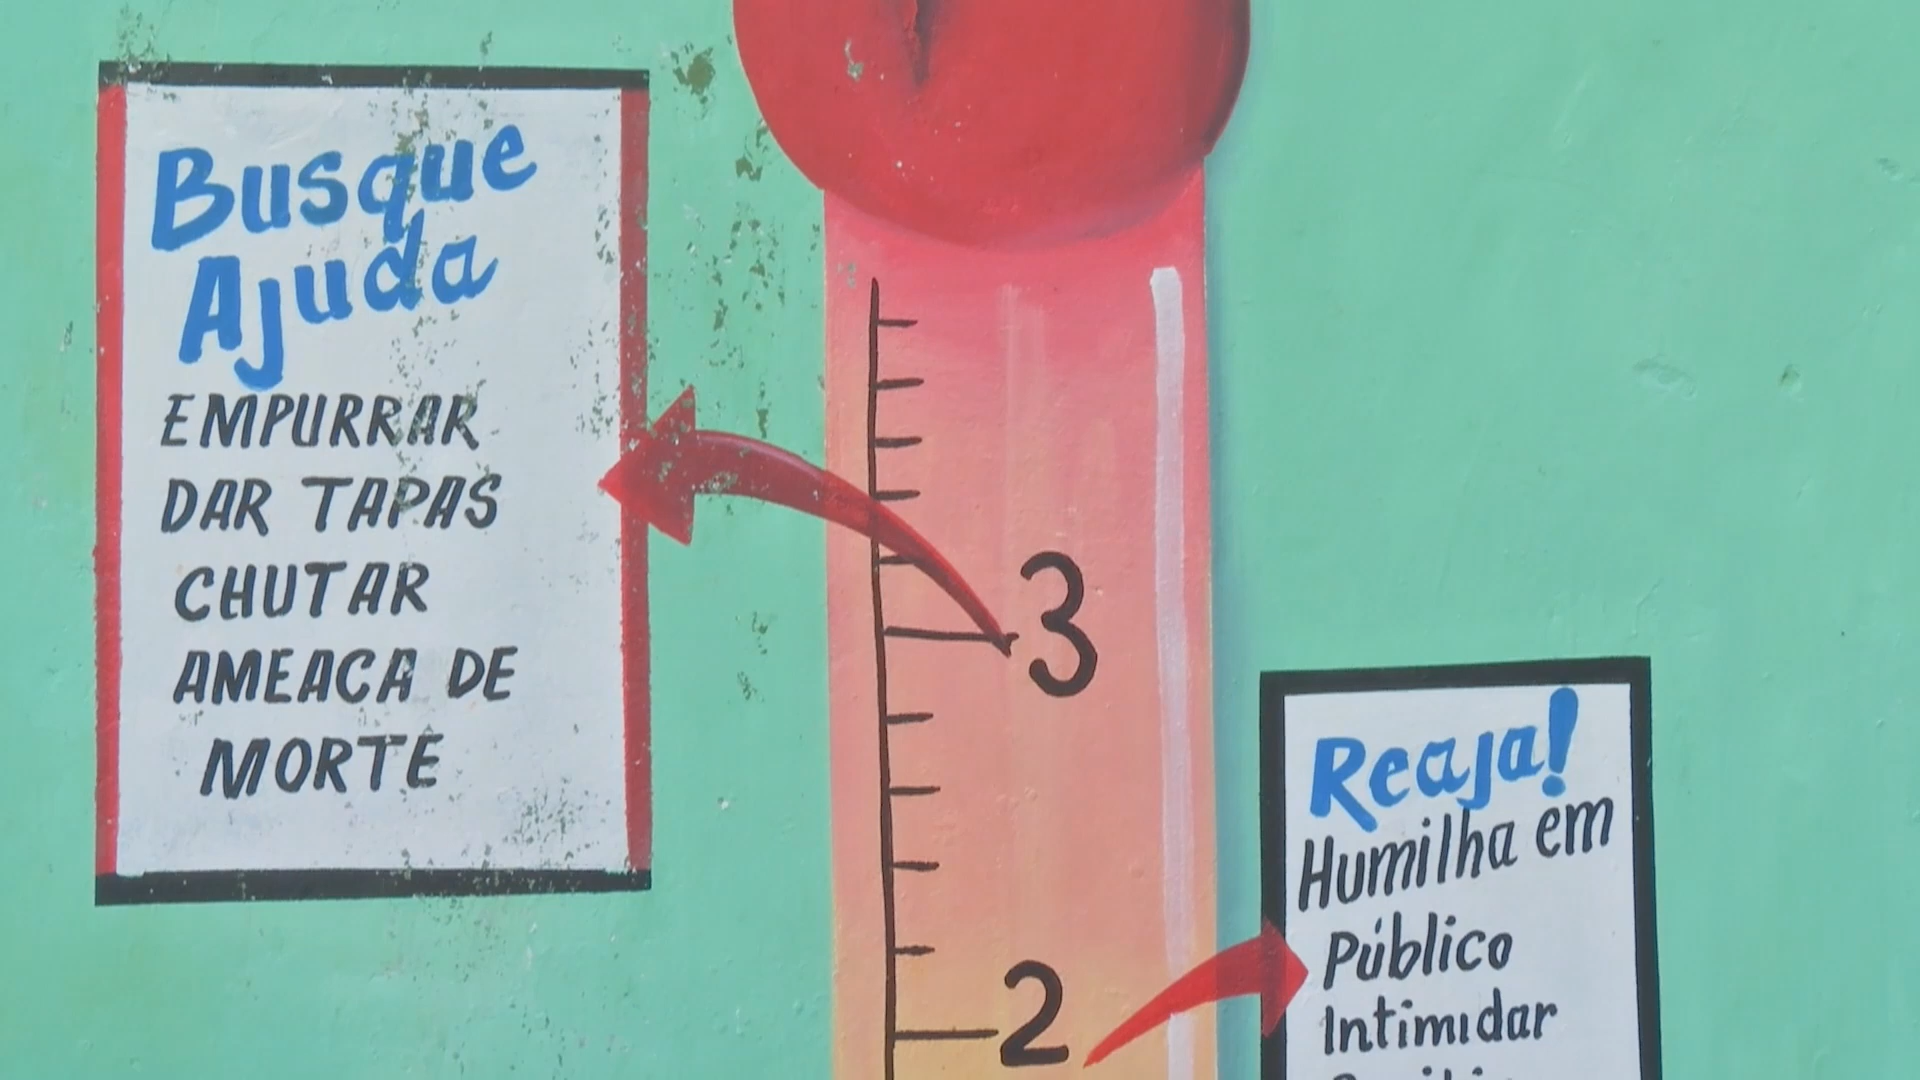 Busque
Ajuda
EMPURRAR
DAR TAPAS
CHUTAR
AMEACA DE
MORTE
3
2
Reaja!
Humilha em
Público
Intimidar